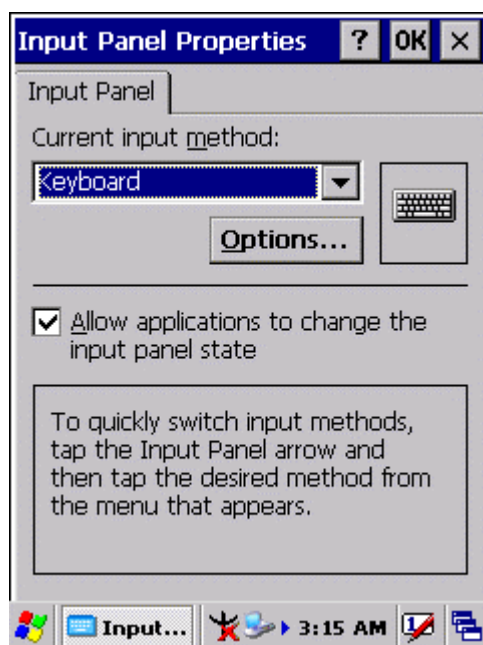 Input Panel Properties ? OK ×
Input Panel
Current input method:
Keyboard
Options...
Allow applications to change the
input panel state
To quickly switch input methods,
tap the Input Panel arrow and
then tap the desired method from
the menu that appears.
Input... 3:15 AM